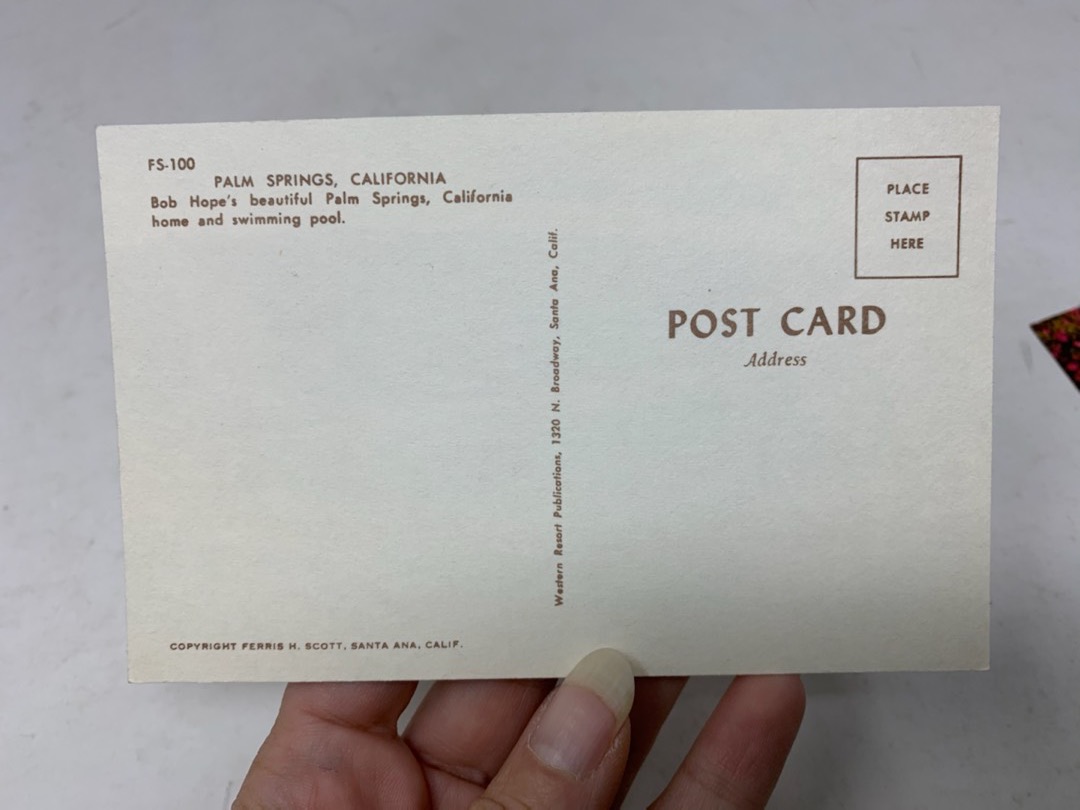 FS-100
PALM SPRINGS, CALIFORNIA
Bob Hope's beautiful Palm Springs, California
home and swimming pool.
COPYRIGHT FERRIS H. SCOTT, SANTA ANA, CALIF.
Western Resort Publications, 1320 N. Broadway, Santa Ana, Calif.
PLACE
STAMP
HERE
POST CARD
Address